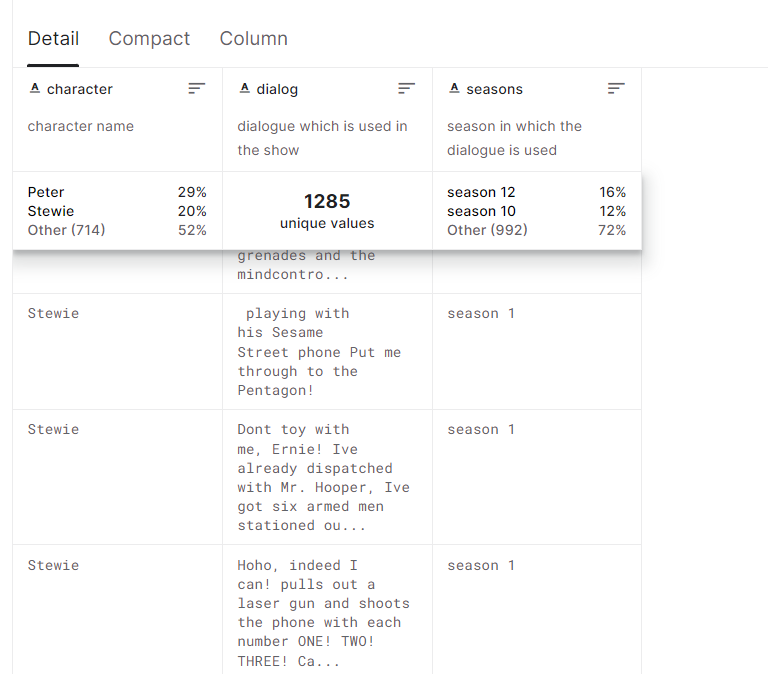 Detail Compact Column
A character A dialog A seasons
character name
dialogue which is used in
the show
season in which the
dialogue is used
Peter 29%
Stewie 20%
Other (714) 52%
1285
unique values
season 12 16%
season 10 12%
Other (992) 72%
grenades and the
mindcontro...
Stewie
playing with
his Sesame
Street phone Put me
through to the
Pentagon!
season 1
Stewie
Dont toy with
me, Ernie! Ive
already dispatched
with Mr. Hooper, Ive
got six armed men
stationed ou...
season 1
Stewie
Hoho, indeed I
can! pulls out a
laser gun and shoots
the phone with each
number ONE! TWO!
THREE! Ca...
season 1